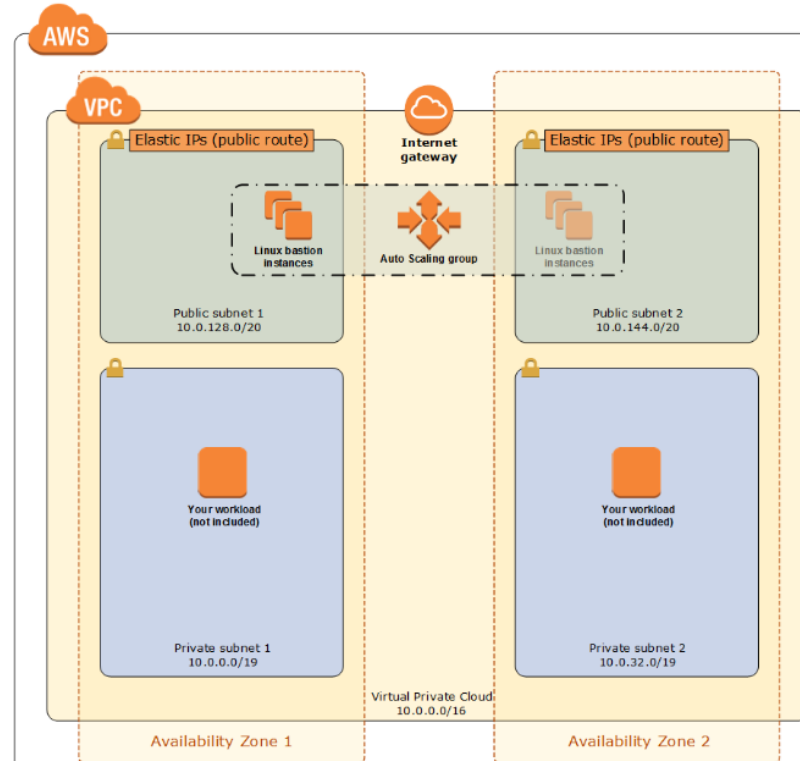 AWS
VPC
Internet
gateway
Elastic IPs (public route)
Elastic IPs (public route)
Linux bastion
instances
Auto Scaling group
Linux bastion
instances
Public subnet 1
10.0.128.0/20
Public subnet 2
10.0.144.0/20
Your workload
(not included)
Your workload
(not included)
Private subnet 1
10.0.0.0/19
Private subnet 2
10.0.32.0/19
Virtual Private Cloud
10.0.0.0/16
Availability Zone 1
Availability Zone 2